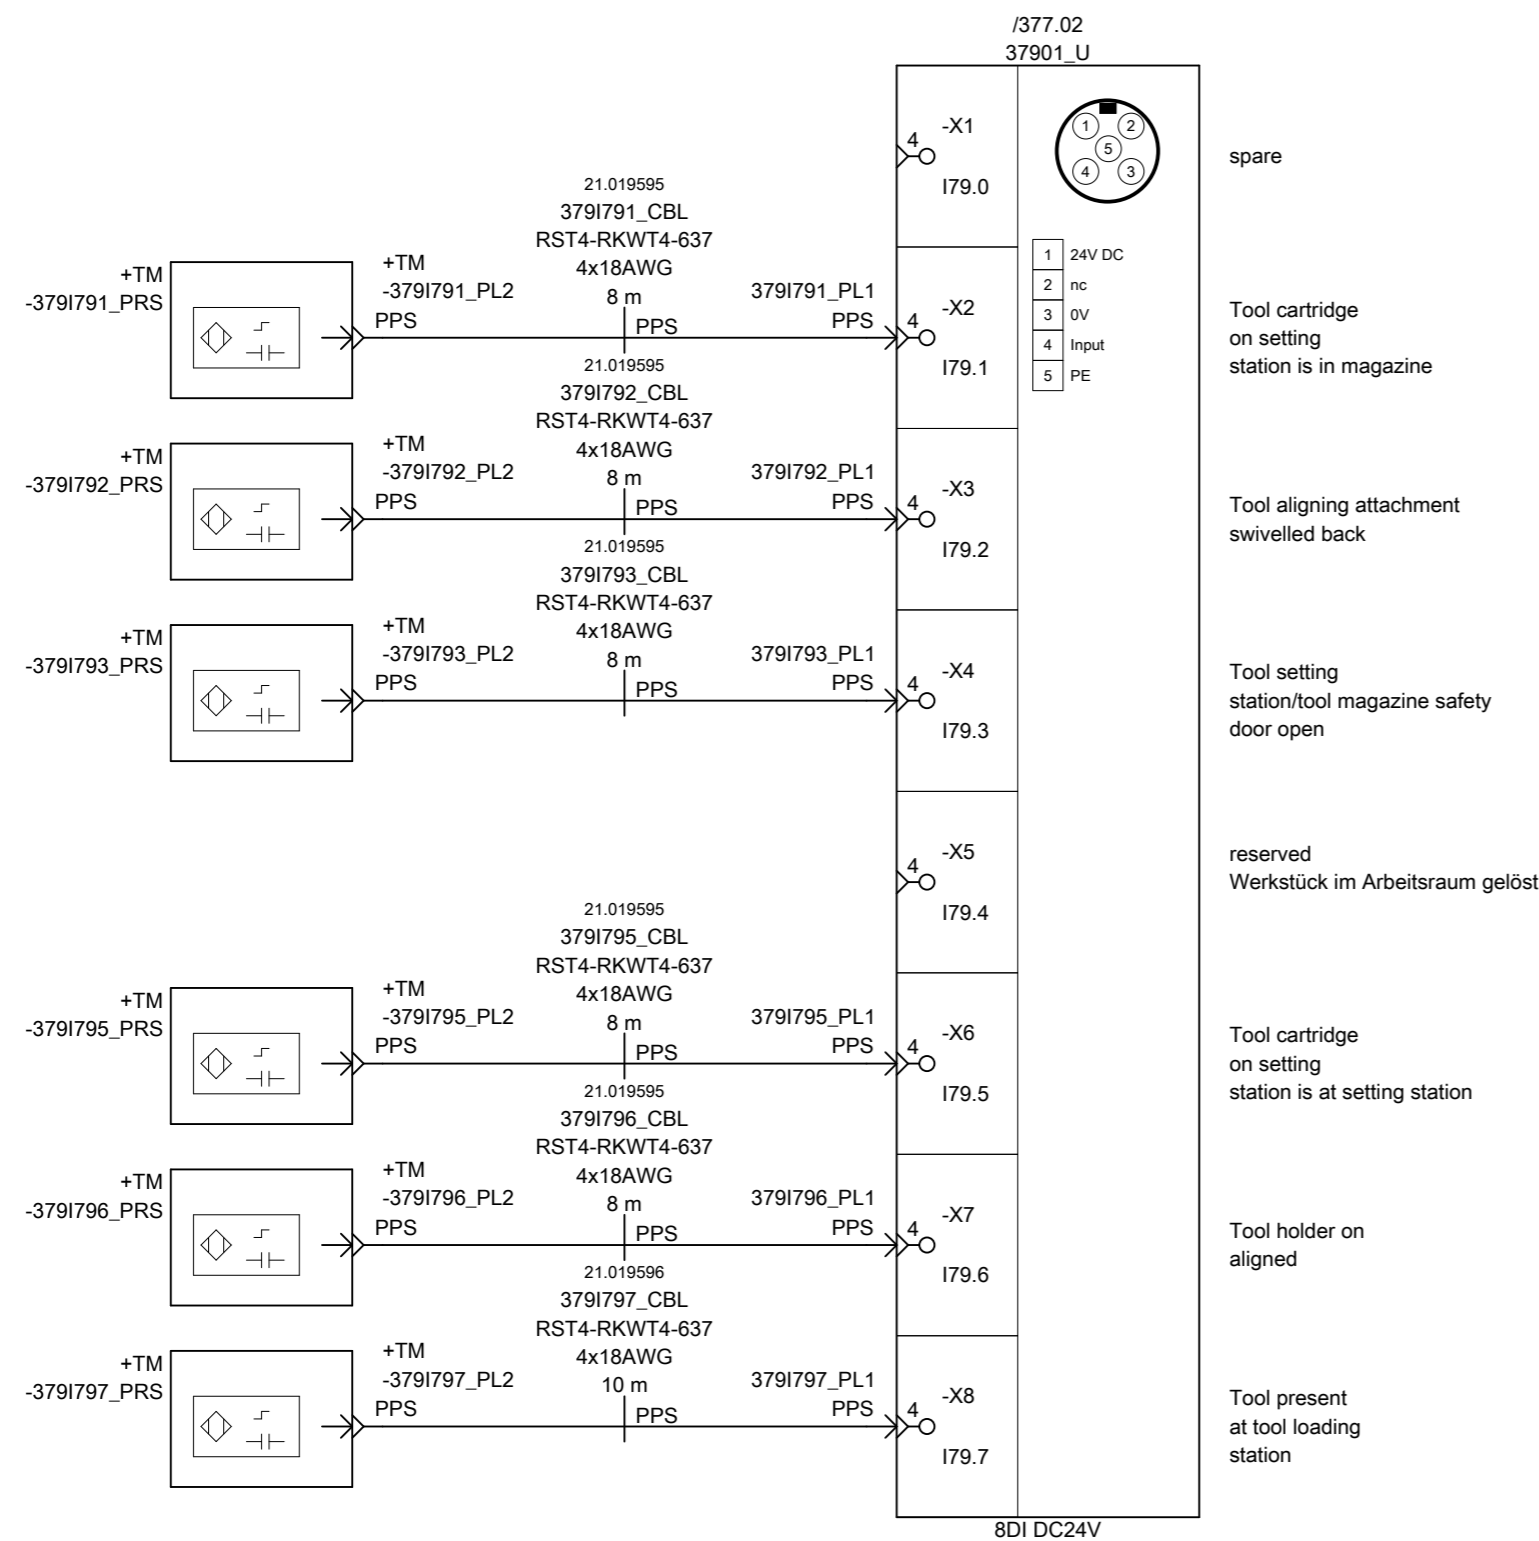 /377.02
37901_U
4
-X1
I79.0
1
2
5
4
3
spare
1 24V DC
2 nc
3 0V
4 Input
5 PE
+TM
-379I791_PRS
+TM
-379I791_PL2
PPS
21.019595
379I791_CBL
RST4-RKWT4-637
4x18AWG
8 m
PPS
379I791_PL1
PPS
4
-X2
I79.1
Tool cartridge
on setting
station is in magazine
+TM
-379I792_PRS
+TM
-379I792_PL2
PPS
21.019595
379I792_CBL
RST4-RKWT4-637
4x18AWG
8 m
PPS
379I792_PL1
PPS
4
-X3
I79.2
Tool aligning attachment
swivelled back
+TM
-379I793_PRS
+TM
-379I793_PL2
PPS
21.019595
379I793_CBL
RST4-RKWT4-637
4x18AWG
8 m
PPS
379I793_PL1
PPS
4
-X4
I79.3
Tool setting
station/tool magazine safety
door open
4
-X5
I79.4
reserved
Werkstück im Arbeitsraum gelöst
+TM
-379I795_PRS
+TM
-379I795_PL2
PPS
21.019595
379I795_CBL
RST4-RKWT4-637
4x18AWG
8 m
PPS
379I795_PL1
PPS
4
-X6
I79.5
Tool cartridge
on setting
station is at setting station
+TM
-379I796_PRS
+TM
-379I796_PL2
PPS
21.019595
379I796_CBL
RST4-RKWT4-637
4x18AWG
8 m
PPS
379I796_PL1
PPS
4
-X7
I79.6
Tool holder on
aligned
+TM
-379I797_PRS
+TM
-379I797_PL2
PPS
21.019596
379I797_CBL
RST4-RKWT4-637
4x18AWG
10 m
PPS
379I797_PL1
PPS
4
-X8
I79.7
Tool present
at tool loading
station
8DI DC24V